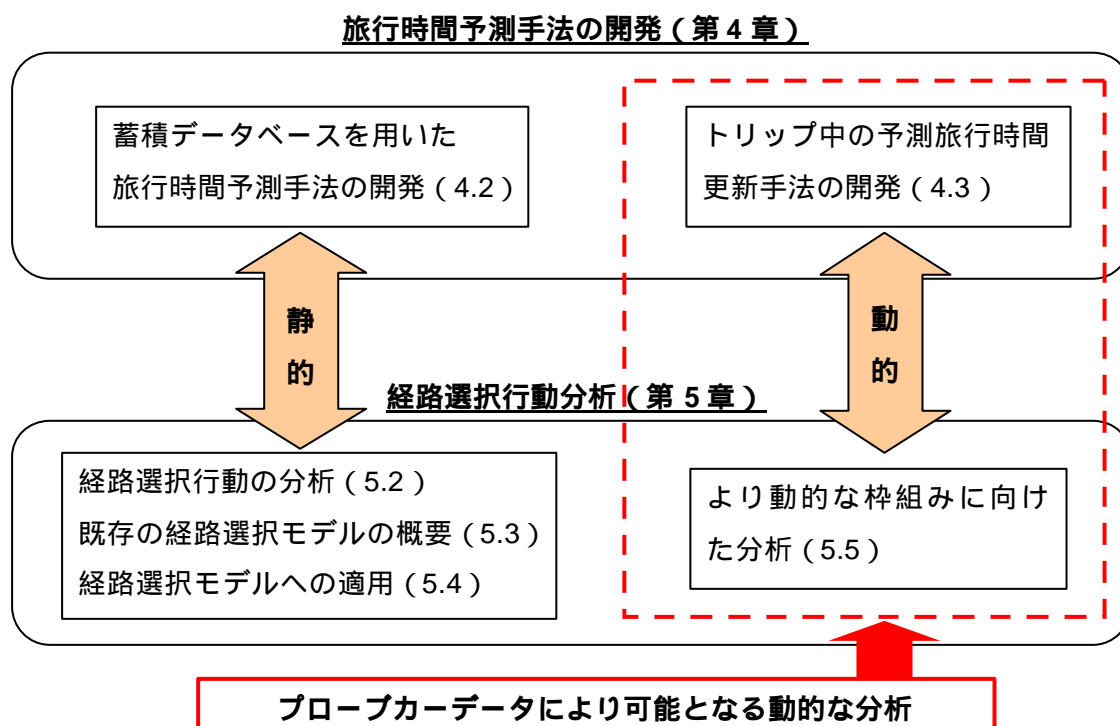 旅行時間予測手法の開発(第4章)
蓄積データベースを用いた
旅行時間予測手法の開発(4.2)
トリップ中の予測旅行時間
更新手法の開発(4.3)
静的
動的
経路選択行動分析(第5章)
経路選択行動の分析(5.2)
既存の経路選択モデルの概要(5.3)
経路選択モデルへの適用(5.4)
より動的な枠組みに向け
た分析(5.5)
プローブカーデータにより可能となる動的な分析